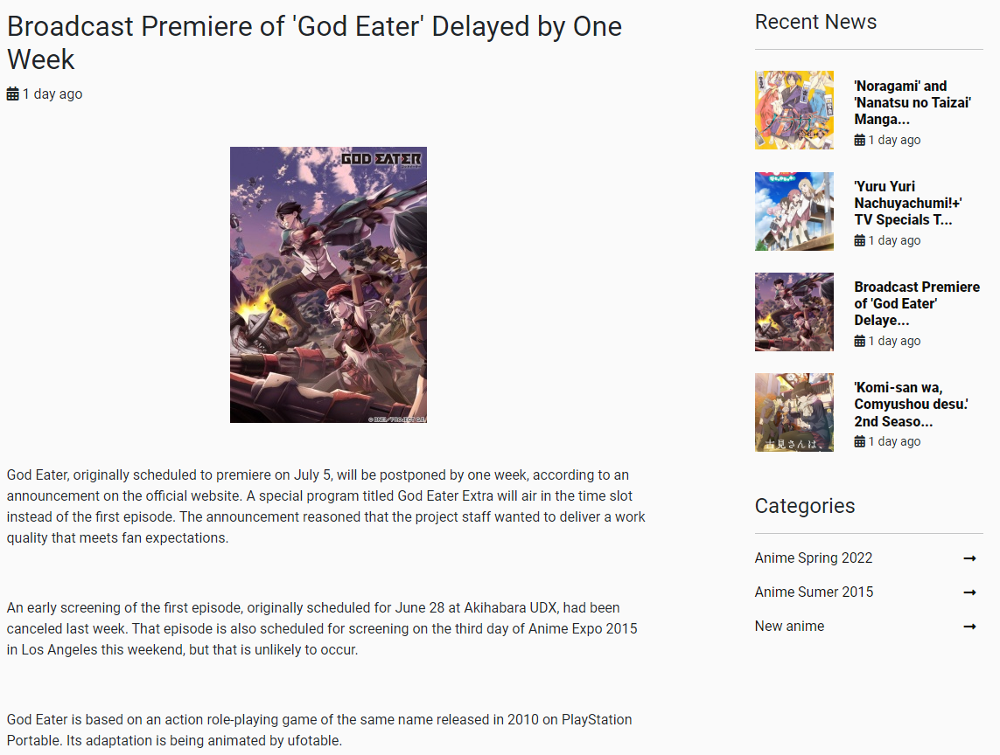 Broadcast Premiere of 'God Eater' Delayed by One
Week
1 day ago
GOD EATER
God Eater, originally scheduled to premiere on July 5, will be postponed by one week, according to an
announcement on the official website. A special program titled God Eater Extra will air in the time slot
instead of the first episode. The announcement reasoned that the project staff wanted to deliver a work
quality that meets fan expectations.
An early screening of the first episode, originally scheduled for June 28 at Akihabara UDX, had been
canceled last week. That episode is also scheduled for screening on the third day of Anime Expo 2015
in Los Angeles this weekend, but that is unlikely to occur.
God Eater is based on an action role-playing game of the same name released in 2010 on PlayStation
Portable. Its adaptation is being animated by ufotable.
Recent News
'Noragami' and
'Nanatsu no Taizai'
Manga...
1 day ago
'Yuru Yuri
Nachuyachumi!+'
TV Specials T...
1 day ago
Broadcast Premiere
of 'God Eater'
Delaye...
1 day ago
古見さんは、
'Komi-san wa,
Comyushou desu.'
2nd Seaso...
1 day ago
Categories
Anime Spring 2022
Anime Sumer 2015
New anime